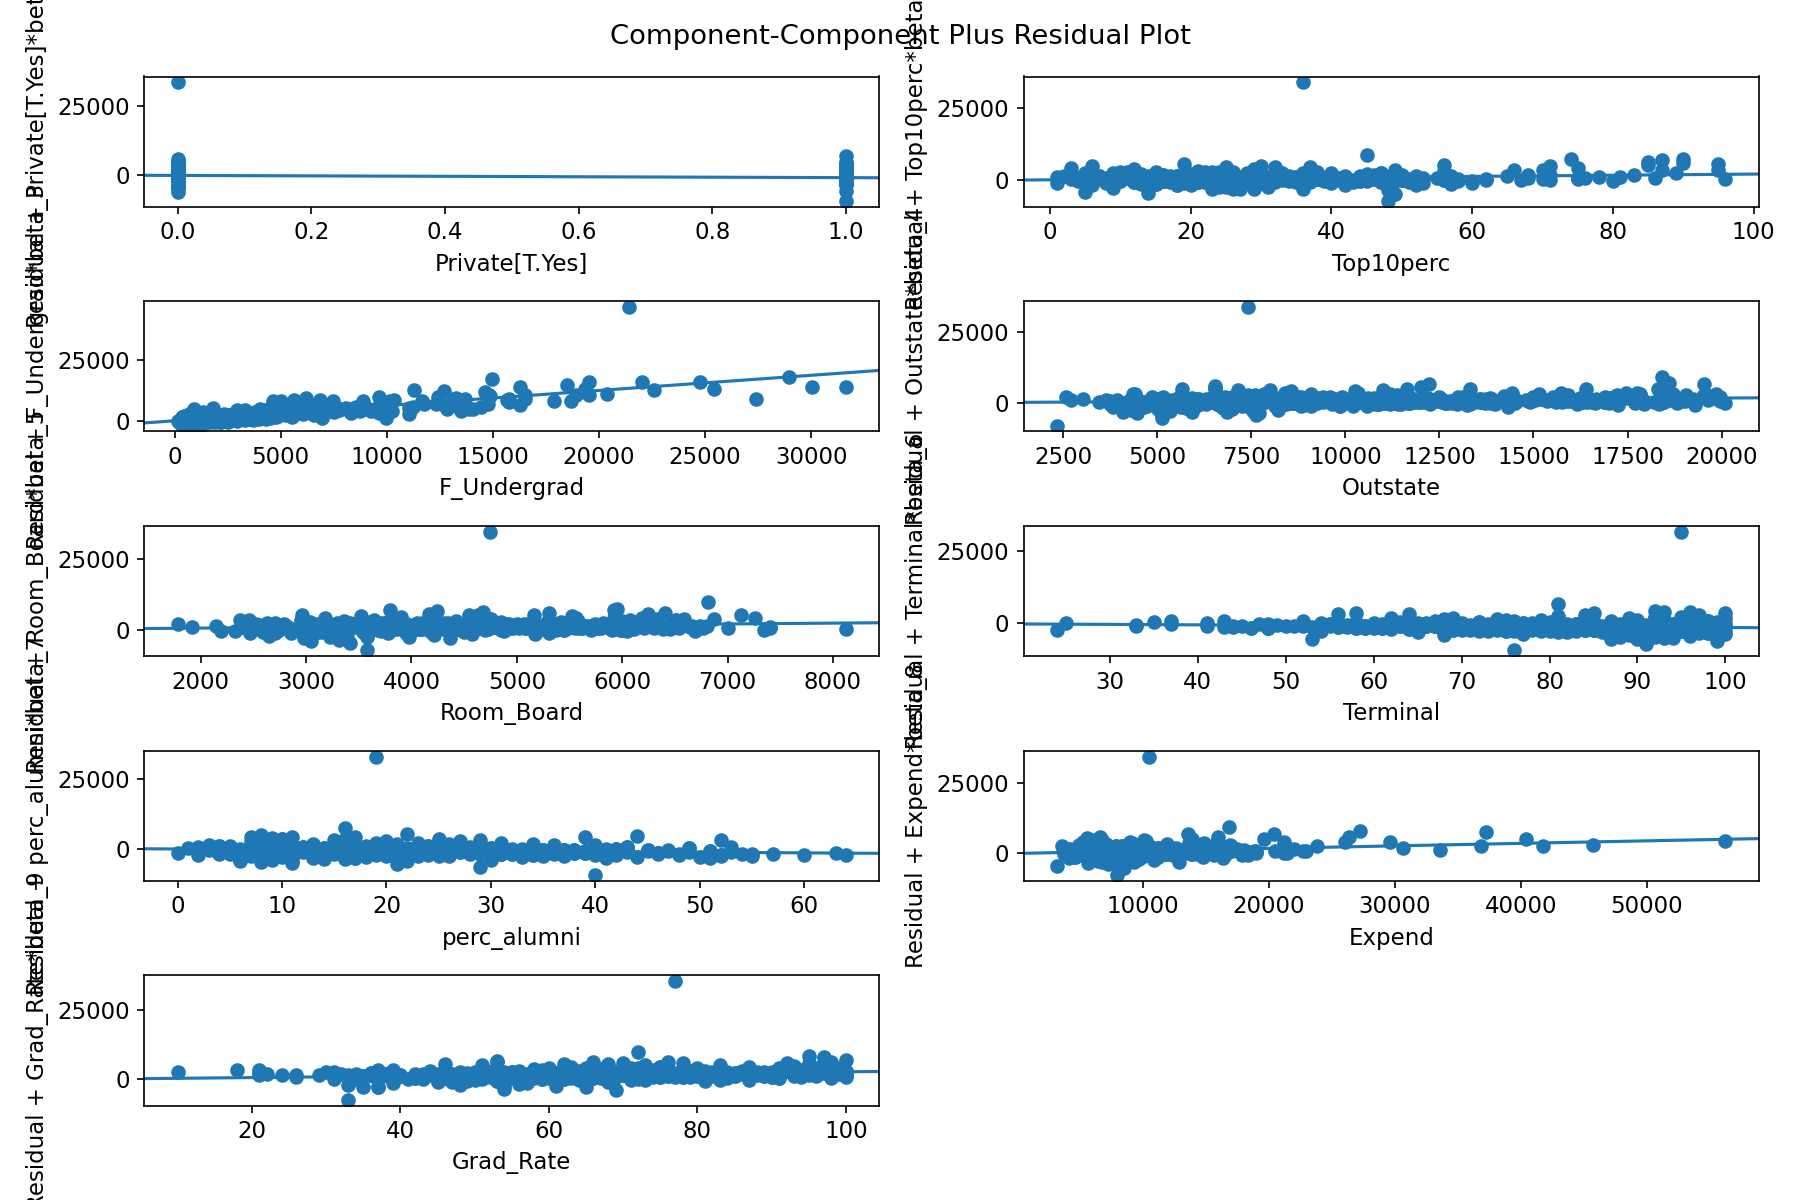 Component-Component Plus Residual Plot
25000
0
0.0 0.2 0.4 0.6 0.8 1.0
Private[T.Yes]
25000
0
0 20 40 60 80 100
Top10perc
Residual + Top10perc*beta
25000
0
0 5000 10000 15000 20000 25000 30000
F_Undergrad
25000
0
2500 5000 7500 10000 12500 15000 17500 20000
Outstate
25000
0
2000 3000 4000 5000 6000 7000 8000
Room_Board
25000
0
30 40 50 60 70 80 90 100
Terminal
25000
0
0 10 20 30 40 50 60
perc_alumni
25000
0
10000 20000 30000 40000 50000
Expend
Residual + Expend*beta
25000
0
20 40 60 80 100
Grad_Rate
Residual + Grad_Rate*beta_9